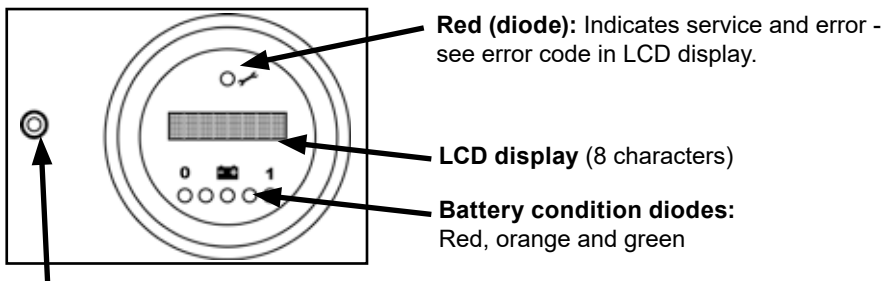 Red (diode): Indicates service and error -
see error code in LCD display.
LCD display (8 characters)
0 1
Battery condition diodes:
Red, orange and green